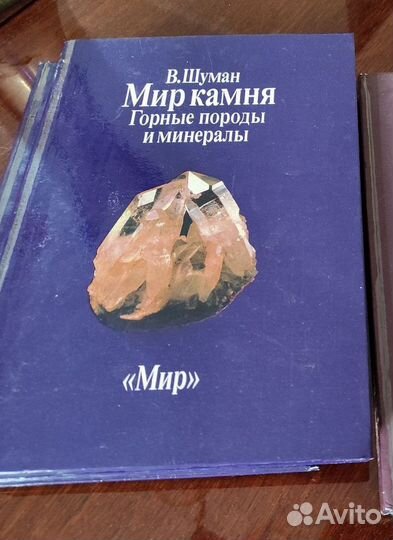 В. Шуман
Мир камня
Горные породы
и минералы
«Мир»
Avito